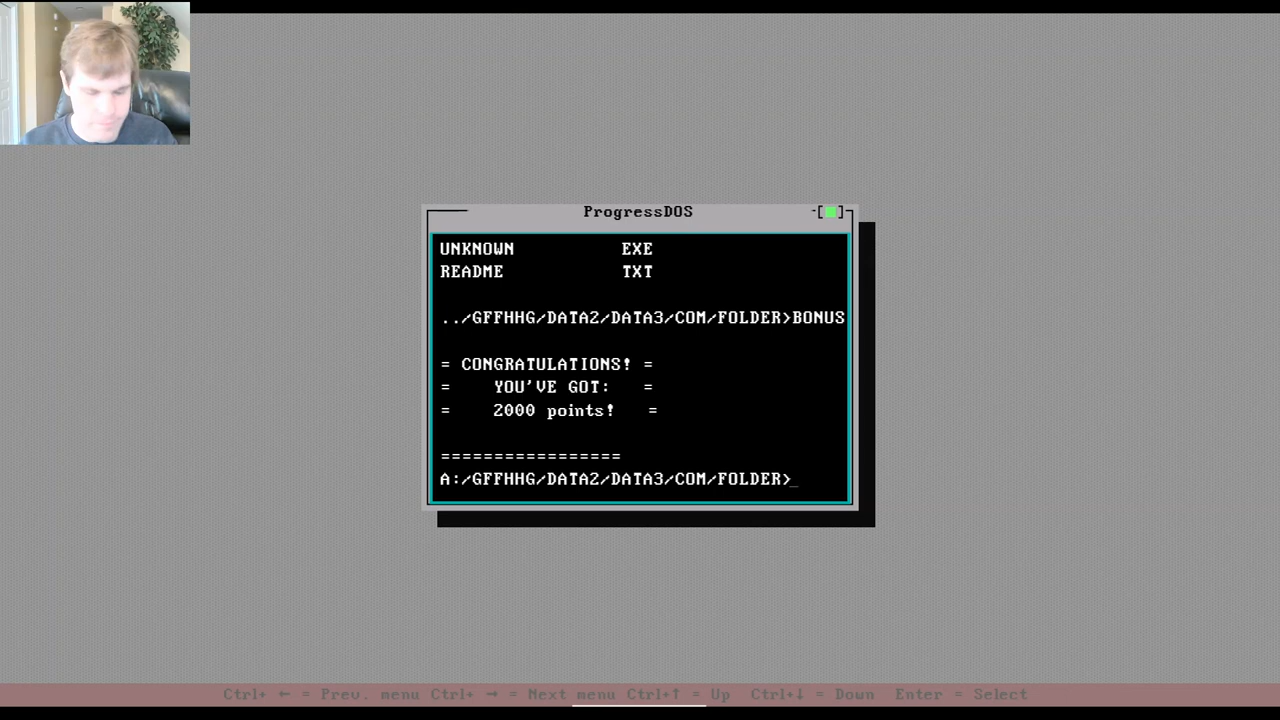 ProgressDOS
-[ ]
UNKNOWN EXE
README TXT
../GFFHHG/DATA2/DATA3/COM/FOLDER>BONUS
= CONGRATULATIONS! =
= YOU'VE GOT: =
= 2000 points! =
=================
A:/GFFHHG/DATA2/DATA3/COM/FOLDER>_
Ctrl+ ← = Prev. menu Ctrl+ → = Next menu Ctrl+↑ = Up Ctrl+↓ = Down Enter = Select